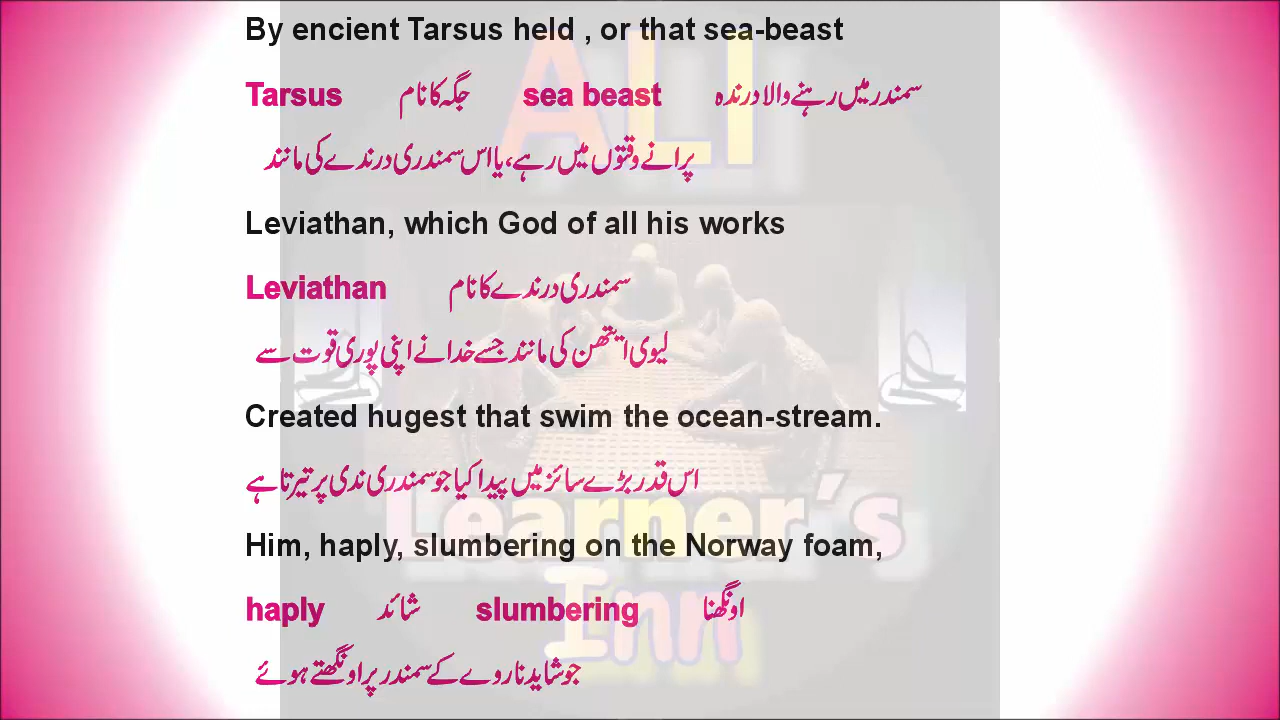 By encient Tarsus held , or that sea-beast
Tarsus جگہ کا نام sea beast سمندر میں رہنے والا درندہ
پرانے وقتوں میں رہے، یا اس سمندری درندے کی مانند
Leviathan, which God of all his works
Leviathan سمندری درندے کا نام
لیوی ایتھن کی مانند جسے خدا نے اپنی پوری قوت سے
Created hugest that swim the ocean-stream.
اس قدر بڑے سائز میں پیدا کیا جو سمندری ندی پر تیرتا ہے
Him, haply, slumbering on the Norway foam,
haply شائد slumbering اونگھنا
جو شاید ناروے کے سمندر پر اونگھتے ہوئے
ALI
Learner's
Inn